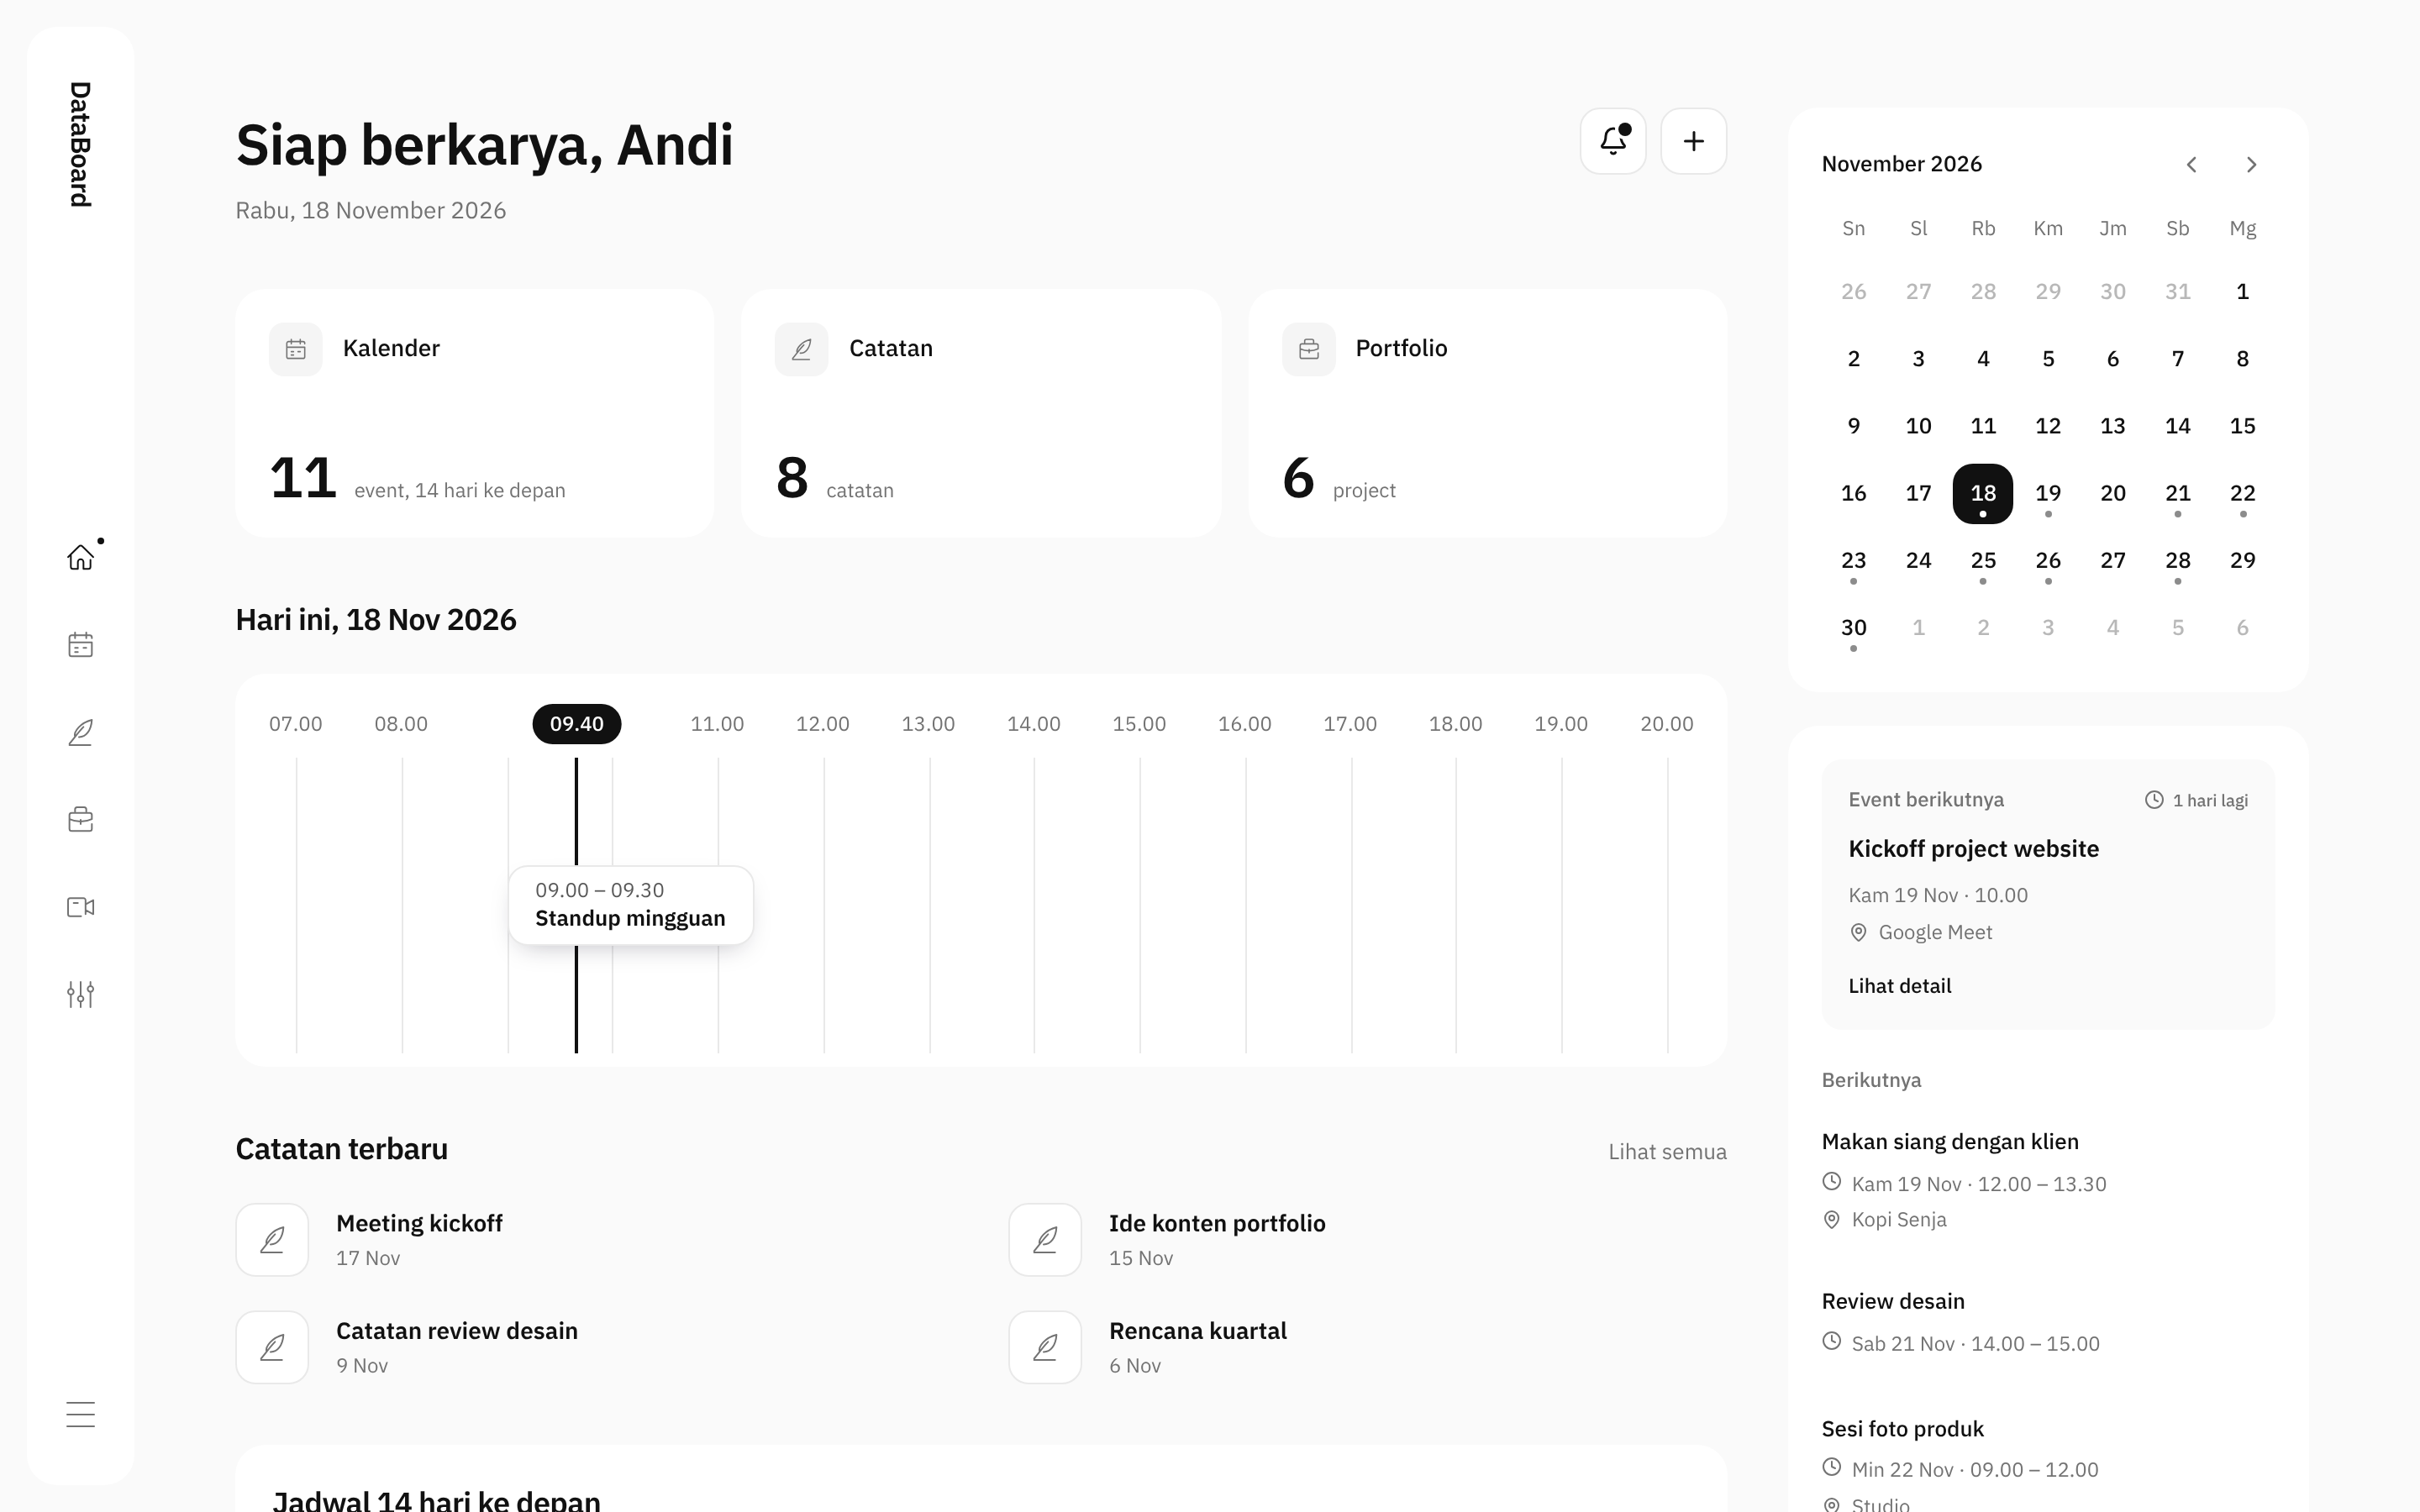 DataBoard
Siap berkarya, Andi
Rabu, 18 November 2026
Kalender
11 event, 14 hari ke depan
Catatan
8 catatan
Portfolio
6 project
Hari ini, 18 Nov 2026
07.00 08.00 09.40 11.00 12.00 13.00 14.00 15.00 16.00 17.00 18.00 19.00 20.00
09.00 – 09.30
Standup mingguan
Catatan terbaru
Lihat semua
Meeting kickoff
17 Nov
Ide konten portfolio
15 Nov
Catatan review desain
9 Nov
Rencana kuartal
6 Nov
Jadwal 14 hari ke depan
November 2026
Sn Sl Rb Km Jm Sb Mg
26 27 28 29 30 31 1
2 3 4 5 6 7 8
9 10 11 12 13 14 15
16 17 18 19 20 21 22
23 24 25 26 27 28 29
30 1 2 3 4 5 6
Event berikutnya
1 hari lagi
Kickoff project website
Kam 19 Nov · 10.00
Google Meet
Lihat detail
Berikutnya
Makan siang dengan klien
Kam 19 Nov · 12.00 – 13.30
Kopi Senja
Review desain
Sab 21 Nov · 14.00 – 15.00
Sesi foto produk
Min 22 Nov · 09.00 – 12.00
Studio